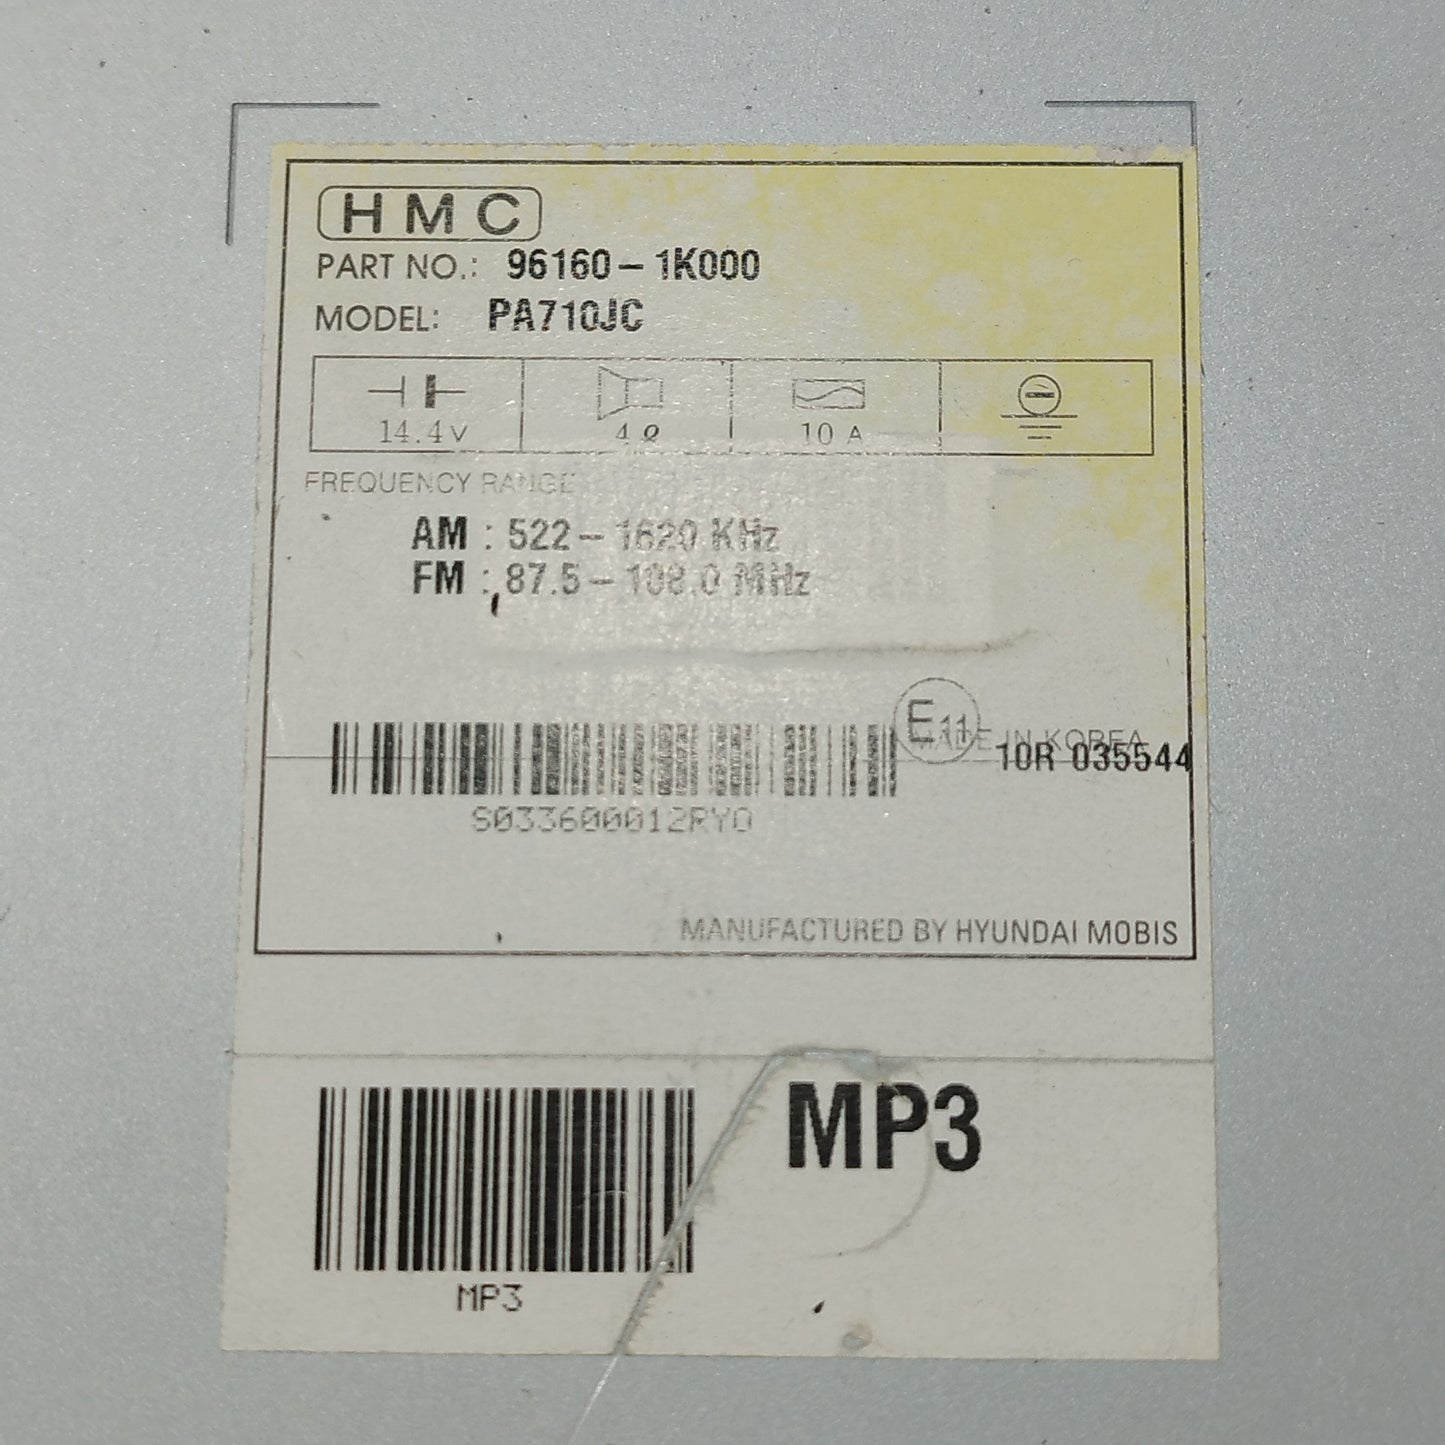 HMC
PART NO.: 96160-1K000
MODEL: PA710JC
14.4V 4Ω 10 A
FREQUENCY RANGE
AM : 522-1620 KHz
FM : 87.5-108.0 MHz
E11
MADE IN KOREA
10R 035544
S033600012RYO
MANUFACTURED BY HYUNDAI MOBIS
MP3
MP3